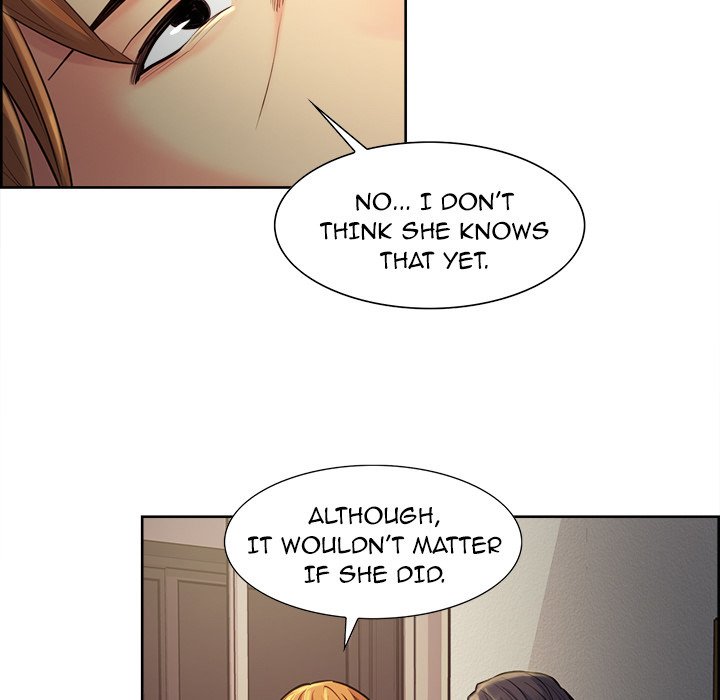 NO... I DON'T
THINK SHE KNOWS
THAT YET.
ALTHOUGH,
IT WOULDN'T MATTER
IF SHE DID.